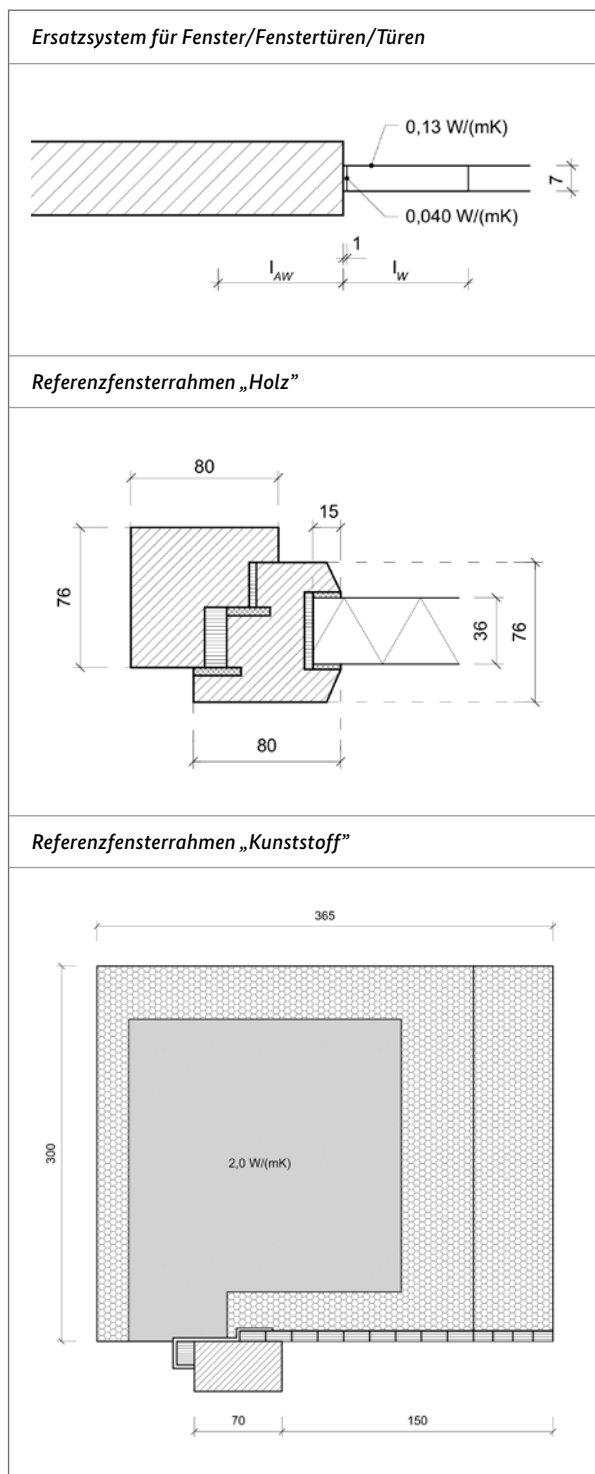 Ersatzsystem für Fenster/Fenstertüren/Türen
0,13 W/(mK)
7
0,040 W/(mK)
1
l_AW
l_W
Referenzfensterrahmen „Holz”
80
15
76
36
76
80
Referenzfensterrahmen „Kunststoff”
365
300
2,0 W/(mK)
70
150